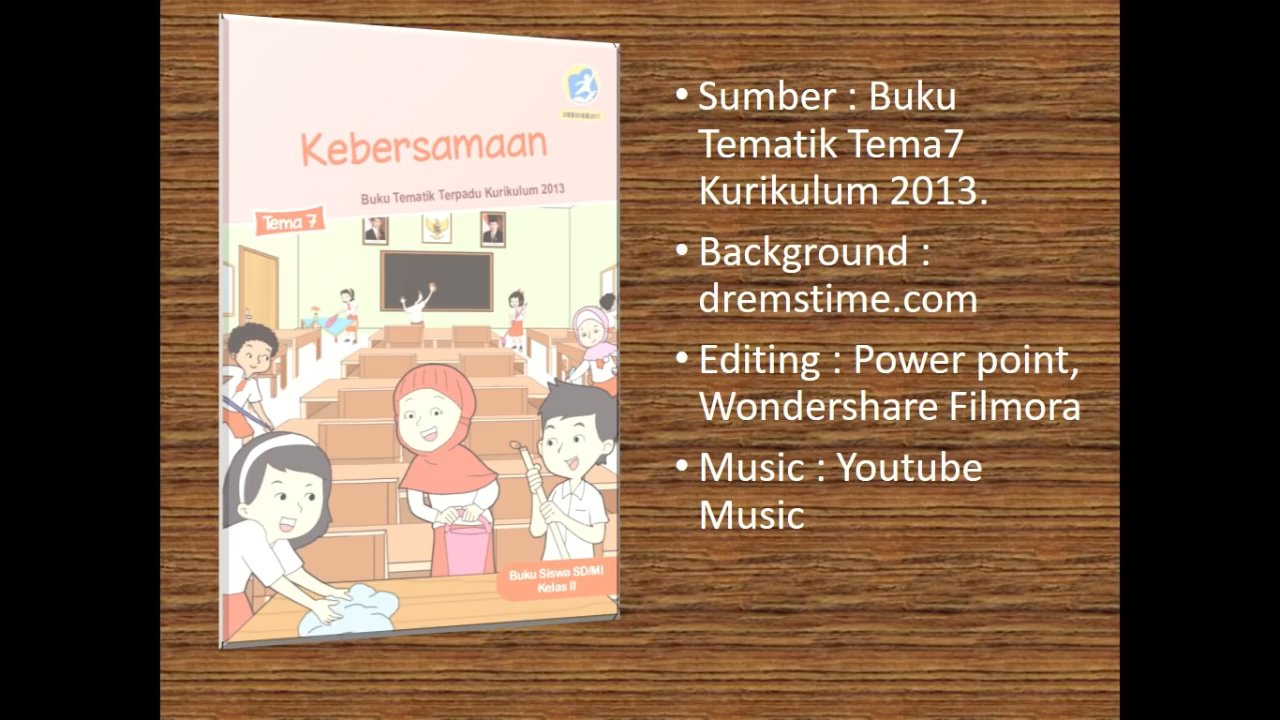 Kebersamaan
Buku Tematik Terpadu Kurikulum 2013
Tema 7
Buku Siswa SD/MI
Kelas II
• Sumber : Buku
Tematik Tema7
Kurikulum 2013.
• Background :
dremstime.com
• Editing : Power point,
Wondershare Filmora
• Music : Youtube
Music